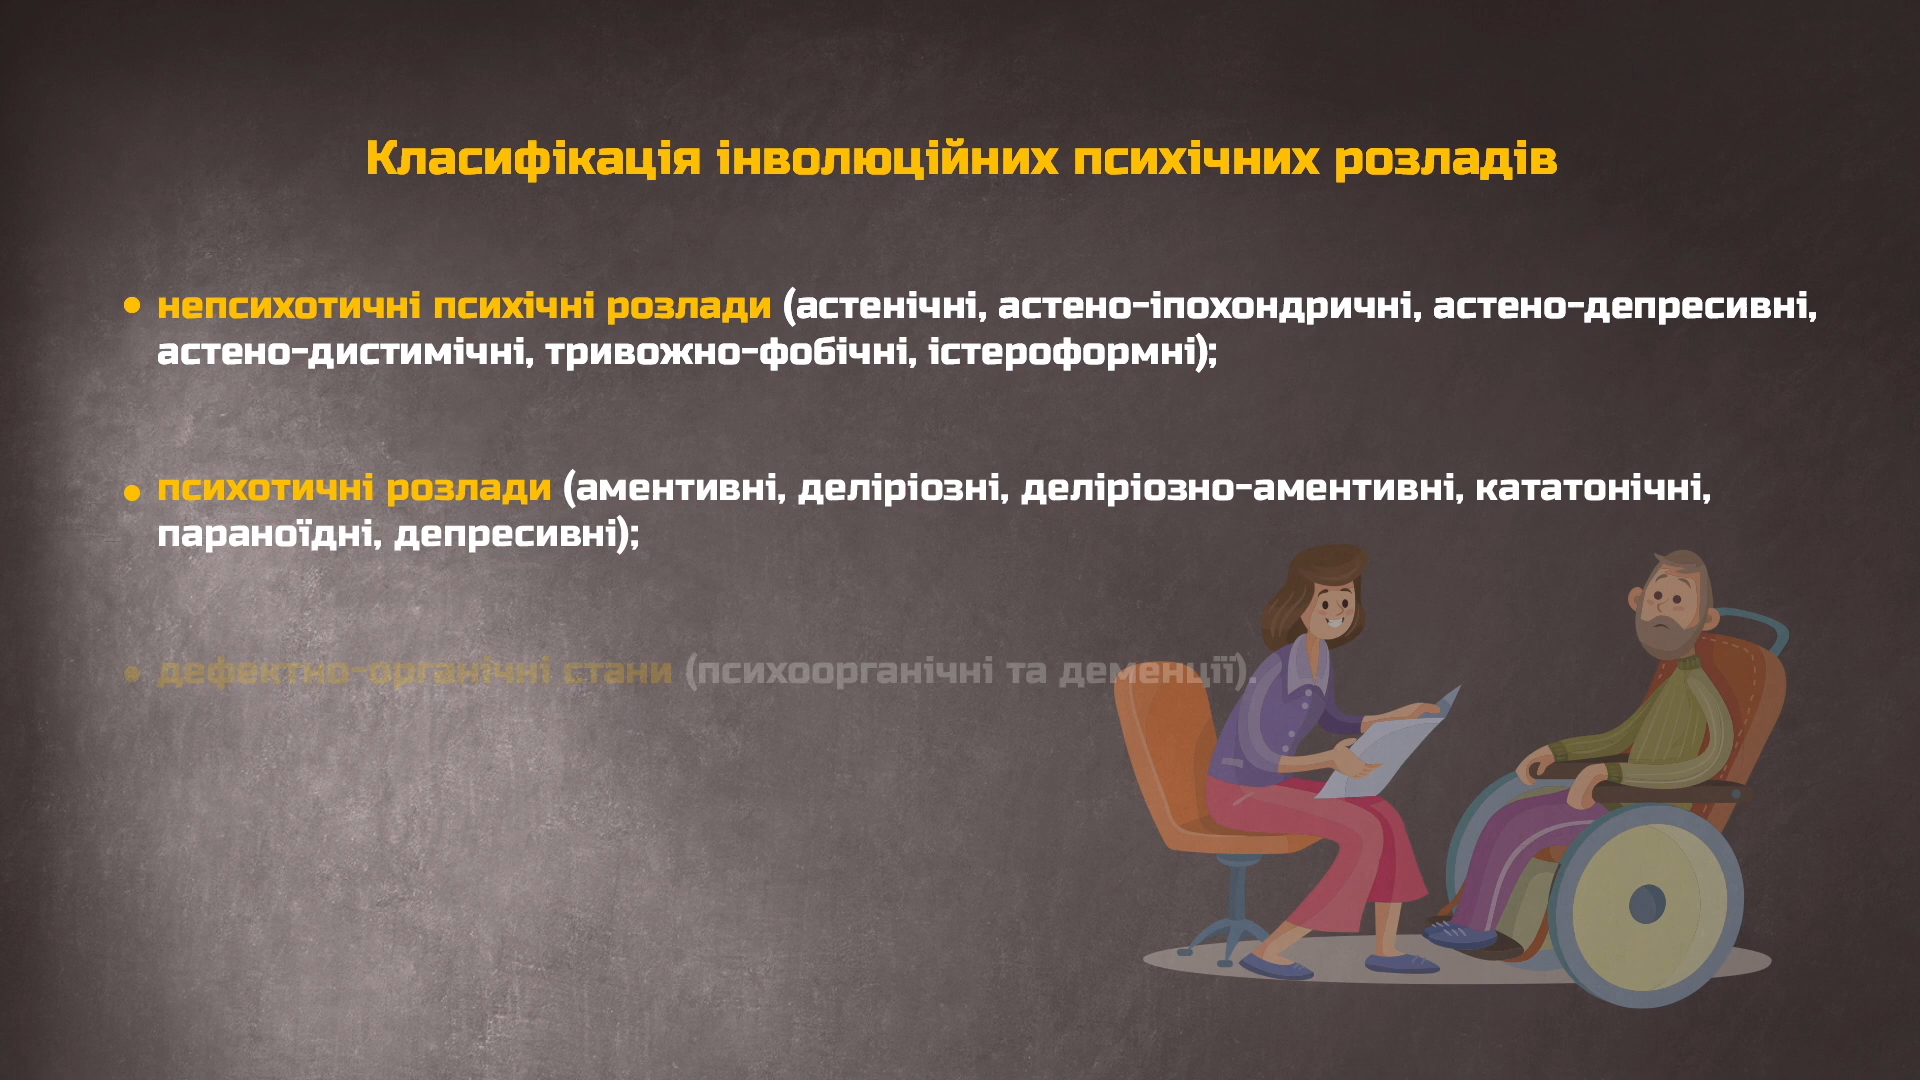 Класифікація інволюційних психічних розладів
• непсихотичні психічні розлади (астенічні, астено-іпохондричні, астено-депресивні,
астено-дистимічні, тривожно-фобічні, істероформні);
• психотичні розлади (аментивні, деліріозні, деліріозно-аментивні, кататонічні,
параноїдні, депресивні);
• дефектно-органічні стани (психоорганічні та деменції).